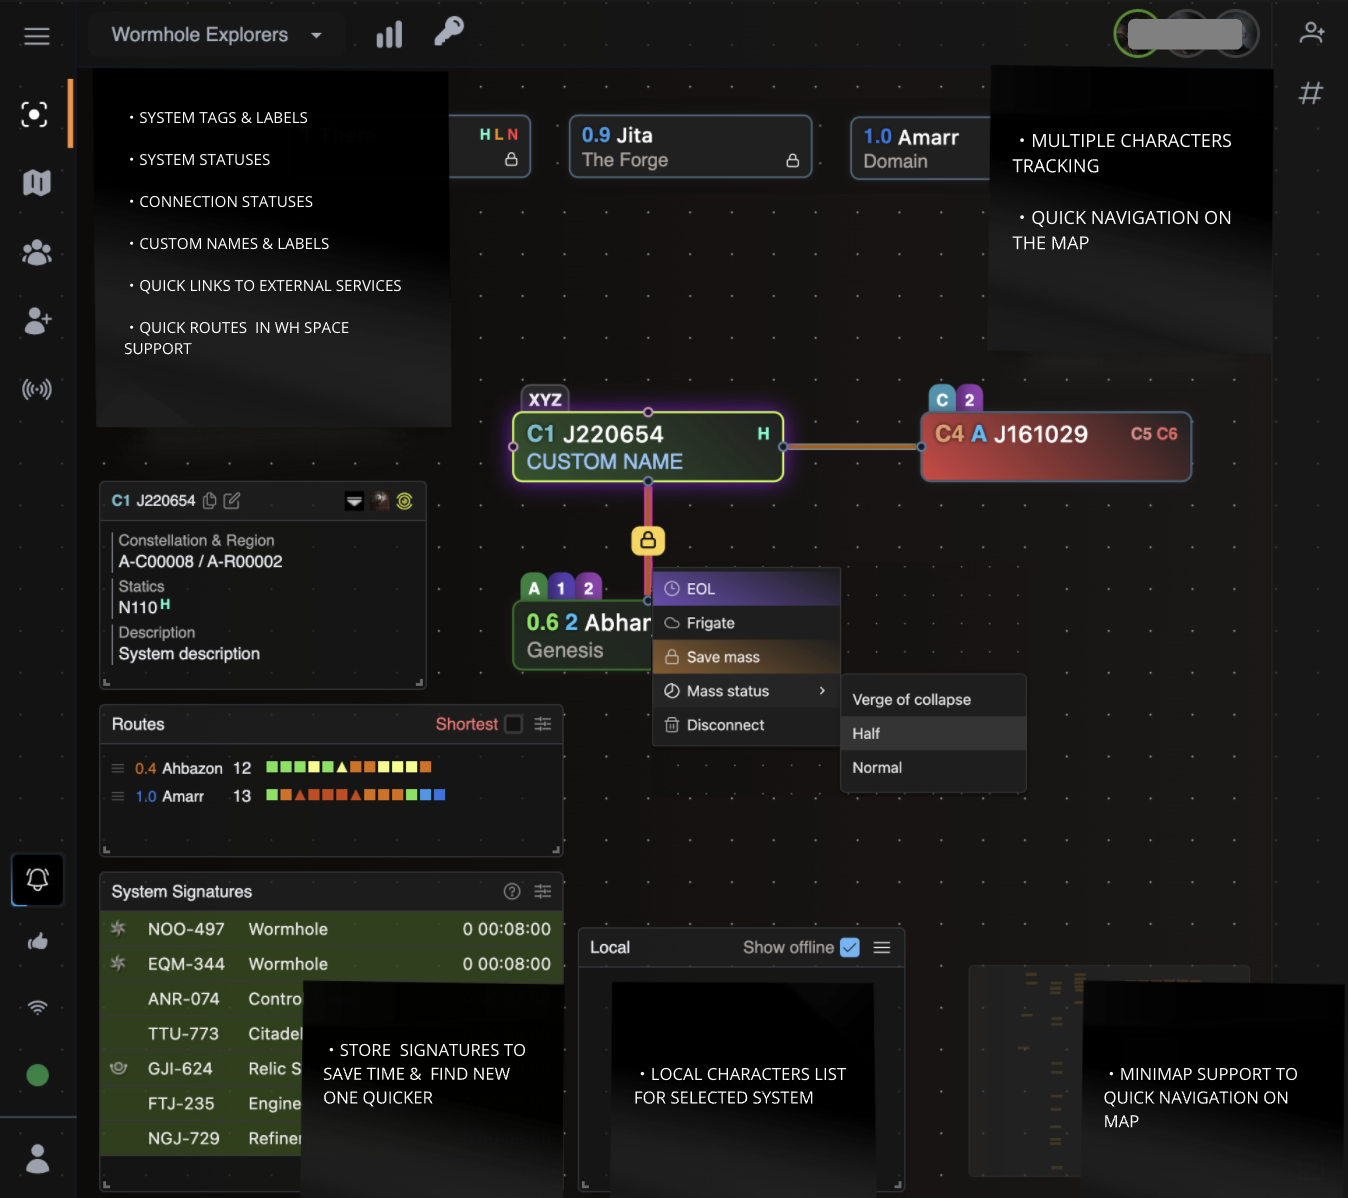 Wormhole Explorers
• SYSTEM TAGS & LABELS
• SYSTEM STATUSES
• CONNECTION STATUSES
• CUSTOM NAMES & LABELS
• QUICK LINKS TO EXTERNAL SERVICES
• QUICK ROUTES  IN WH SPACE
SUPPORT
H L N
0.9 Jita
The Forge
1.0 Amarr
Domain
• MULTIPLE CHARACTERS
TRACKING
• QUICK NAVIGATION ON
THE MAP
XYZ
C1 J220654 H
CUSTOM NAME
C 2
C4 A J161029 C5 C6
C1 J220654
Constellation & Region
A-C00008 / A-R00002
Statics
N110 H
Description
System description
A 1 2
0.6 2 Abhar
Genesis
EOL
Frigate
Save mass
Mass status
Disconnect
Verge of collapse
Half
Normal
Routes Shortest
0.4 Ahbazon 12
1.0 Amarr 13
System Signatures
NOO-497 Wormhole 0 00:08:00
EQM-344 Wormhole 0 00:08:00
ANR-074 Contro
TTU-773 Citadel
GJI-624 Relic S
FTJ-235 Engine
NGJ-729 Refiner
• STORE  SIGNATURES TO
SAVE TIME &  FIND NEW
ONE QUICKER
Local Show offline
• LOCAL CHARACTERS LIST
FOR SELECTED SYSTEM
• MINIMAP SUPPORT TO
QUICK NAVIGATION ON
MAP